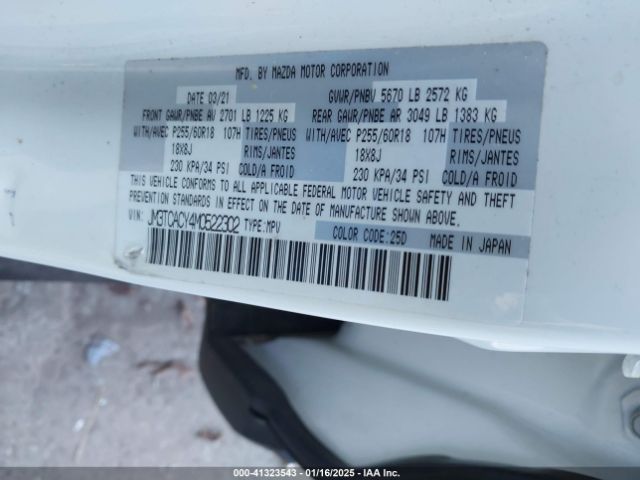 MFD. BY MAZDA MOTOR CORPORATION
DATE 03/21 GVWR/PNBV 5670 LB 2572 KG
FRONT GAWR/PNBE AV 2701 LB 1225 KG REAR GAWR/PNBE AR 3049 LB 1383 KG
WITH/AVEC P255/60R18 107H TIRES/PNEUS WITH/AVEC P255/60R18 107H TIRES/PNEUS
18X8J RIMS/JANTES 18X8J RIMS/JANTES
230 KPA/34 PSI COLD/A FROID 230 KPA/34 PSI COLD/A FROID
THIS VEHICLE CONFORMS TO ALL APPLICABLE FEDERAL MOTOR VEHICLE SAFETY AND THEFT
PREVENTION STANDARDS IN EFFECT ON THE DATE OF MANUFACTURE SHOWN ABOVE.
VIN: JM3TCACY4M0522302 TYPE:MPV
COLOR CODE:25D MADE IN JAPAN
000-41323543 - 01/16/2025 - IAA Inc.